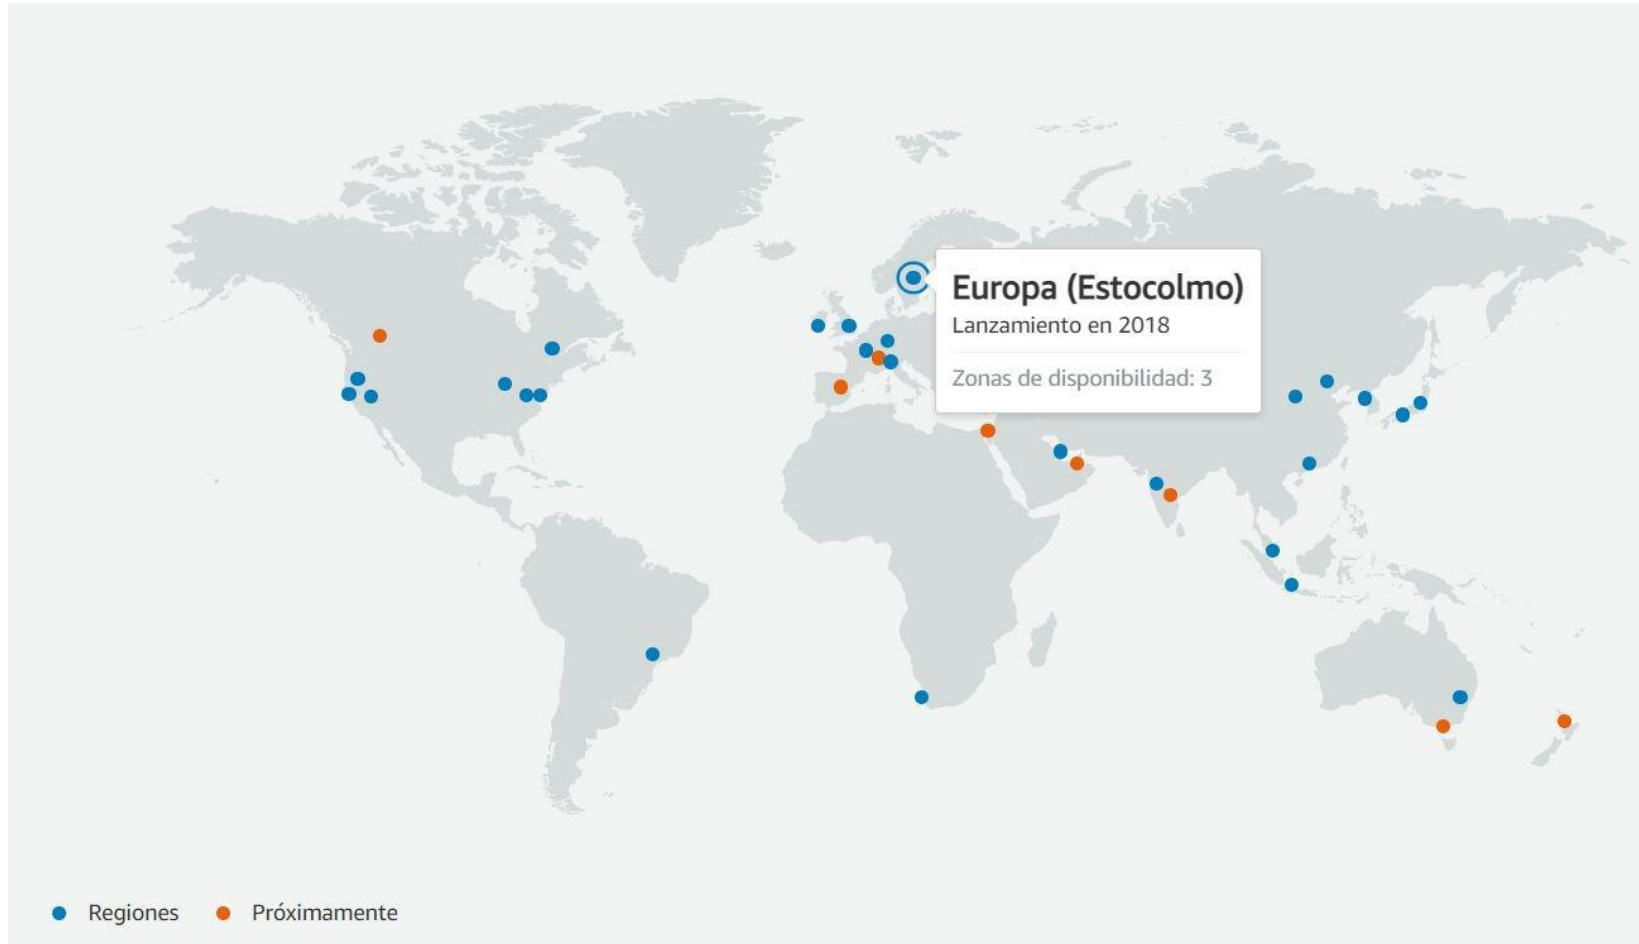 Europa (Estocolmo)
Lanzamiento en 2018
Zonas de disponibilidad: 3
Regiones
Próximamente